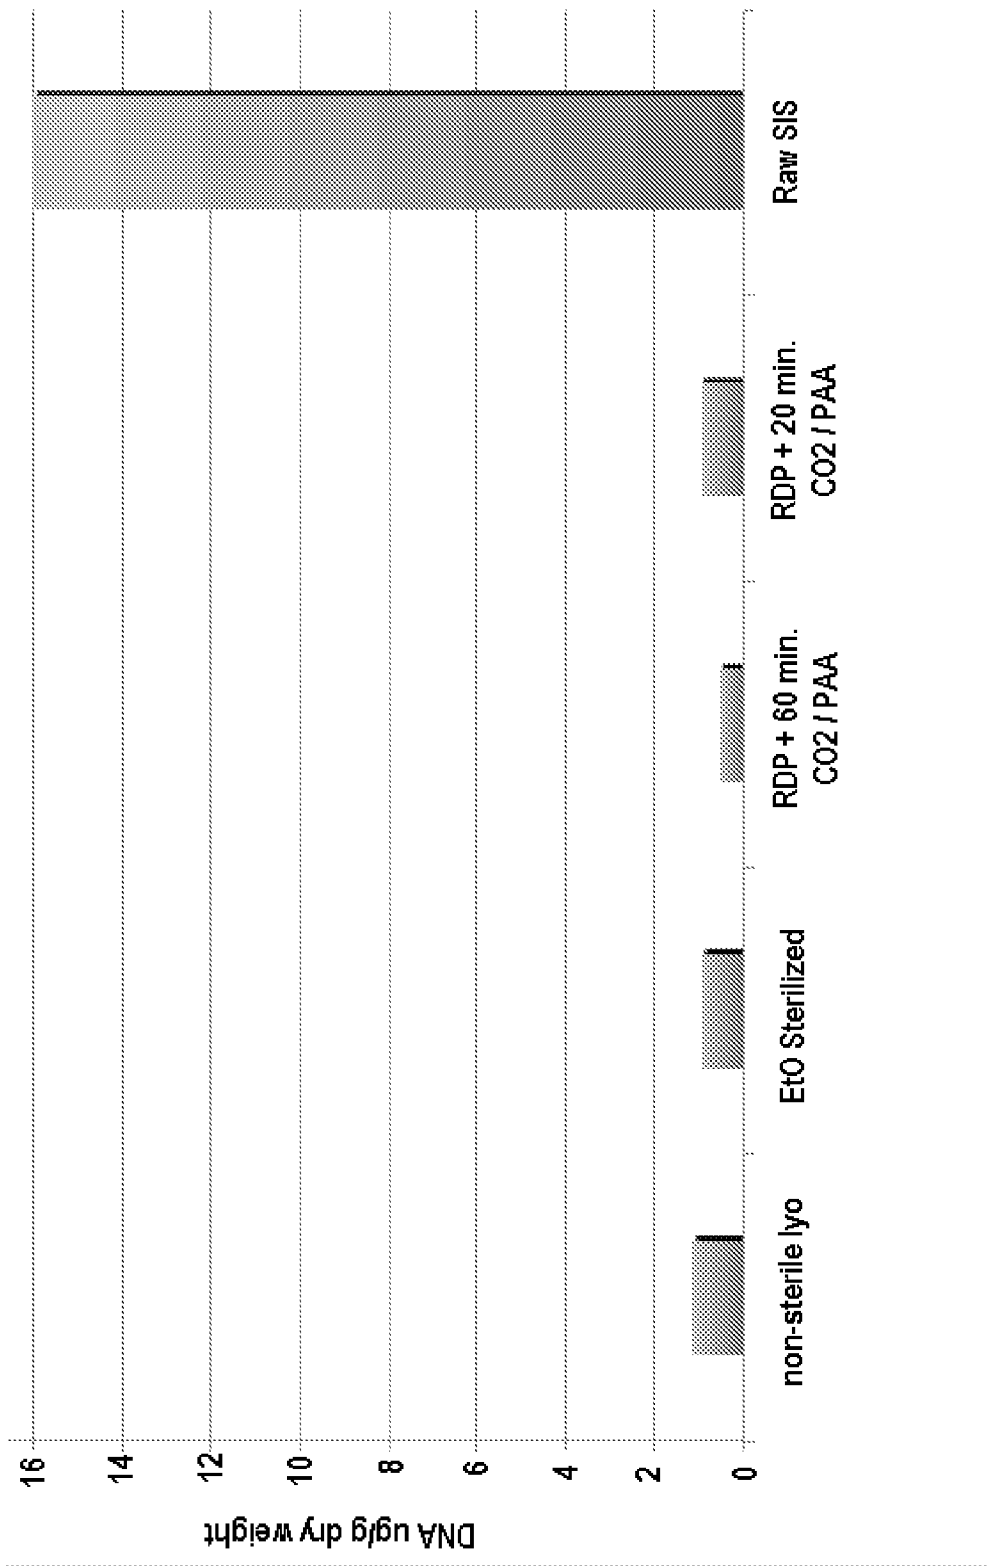 DNA ug/g dry weight
16
14
12
10
8
6
4
2
0
non-sterile lyo
EtO Sterilized
RDP + 60 min.
CO2 / PAA
RDP + 20 min.
CO2 / PAA
Raw SIS